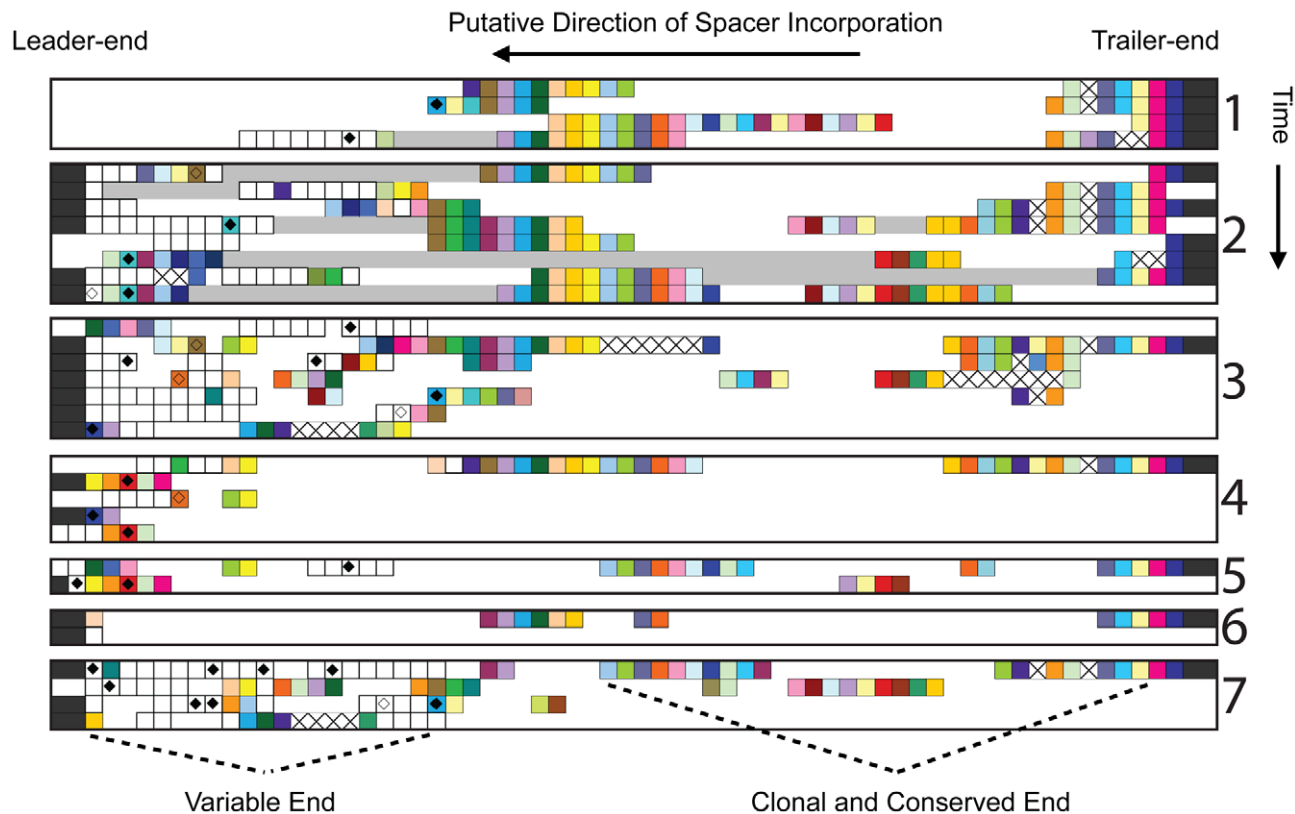 Putative Direction of Spacer Incorporation
Leader-end
Trailer-end
1
Time
2
3
4
5
6
7
Variable End
Clonal and Conserved End